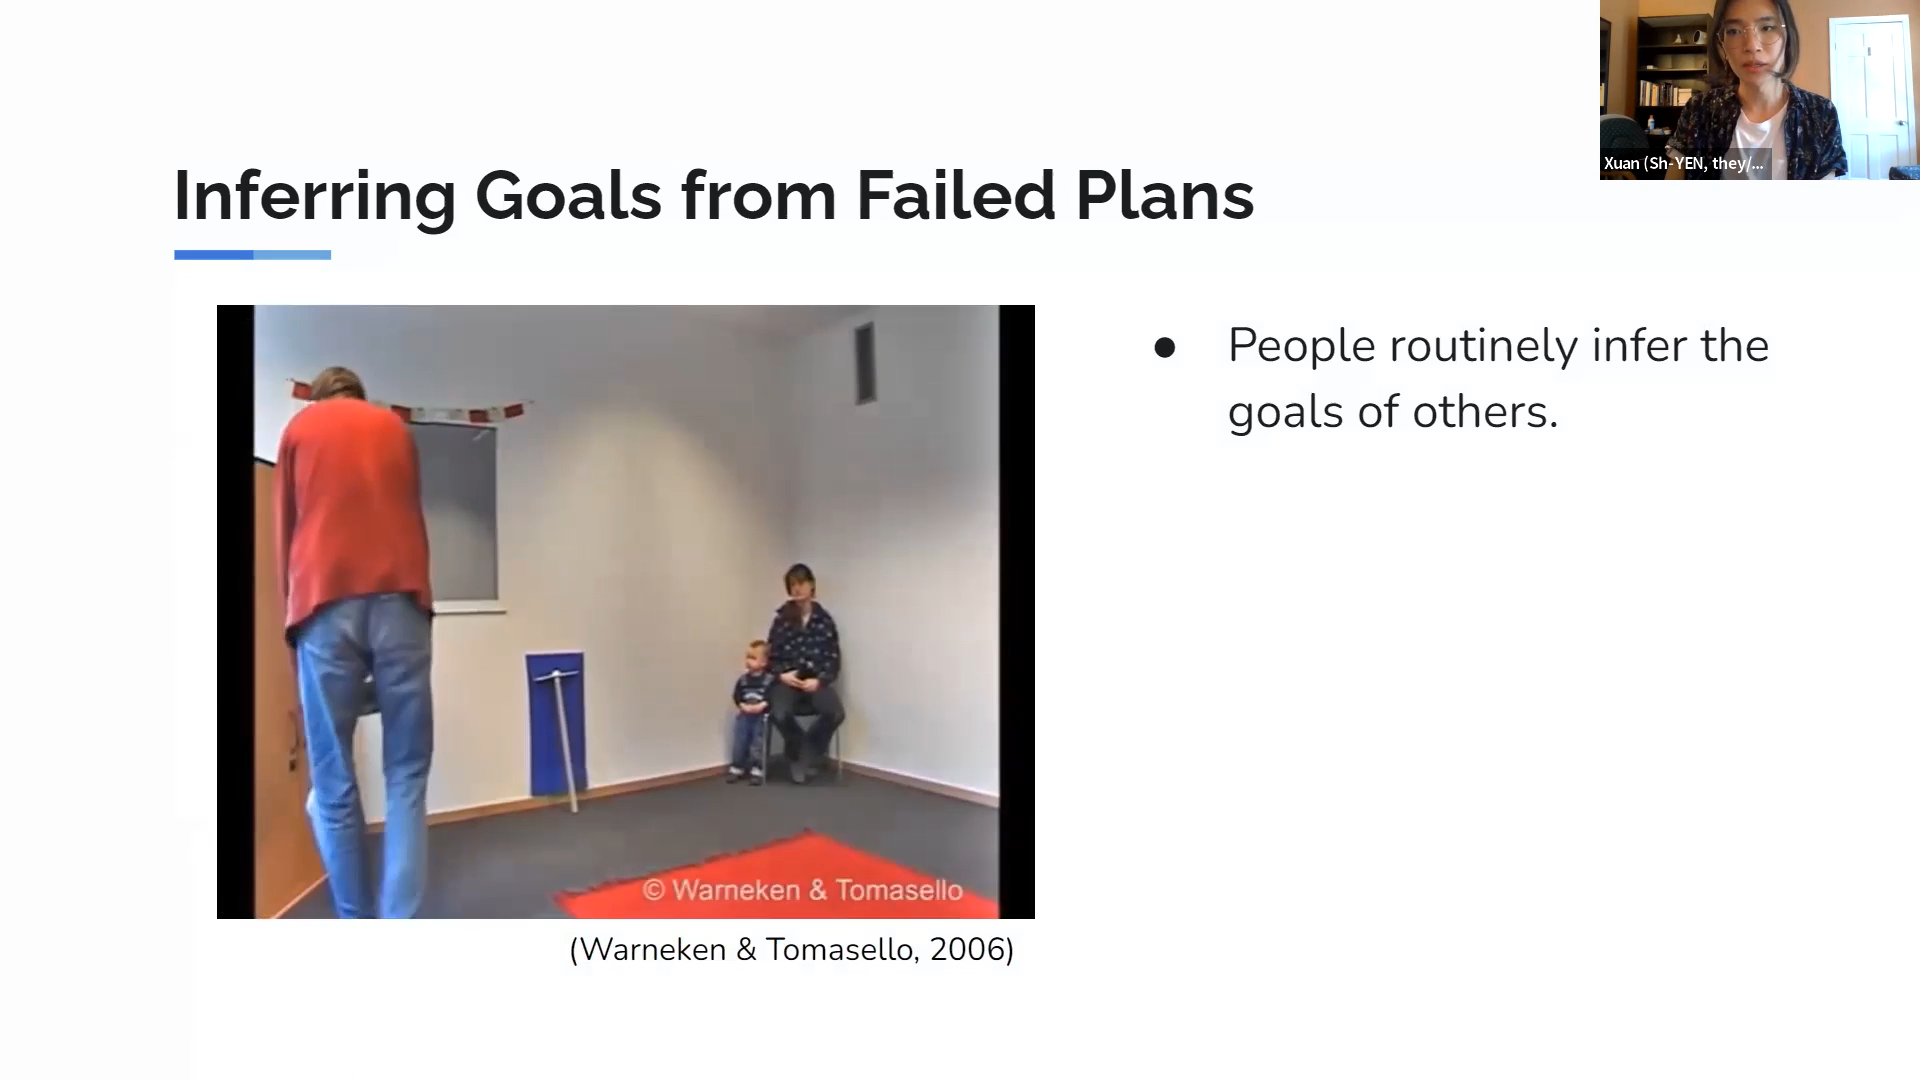 Xuan (Sh-YEN, they/...
Inferring Goals from Failed Plans
● People routinely infer the
goals of others.
© Warneken & Tomasello
(Warneken & Tomasello, 2006)